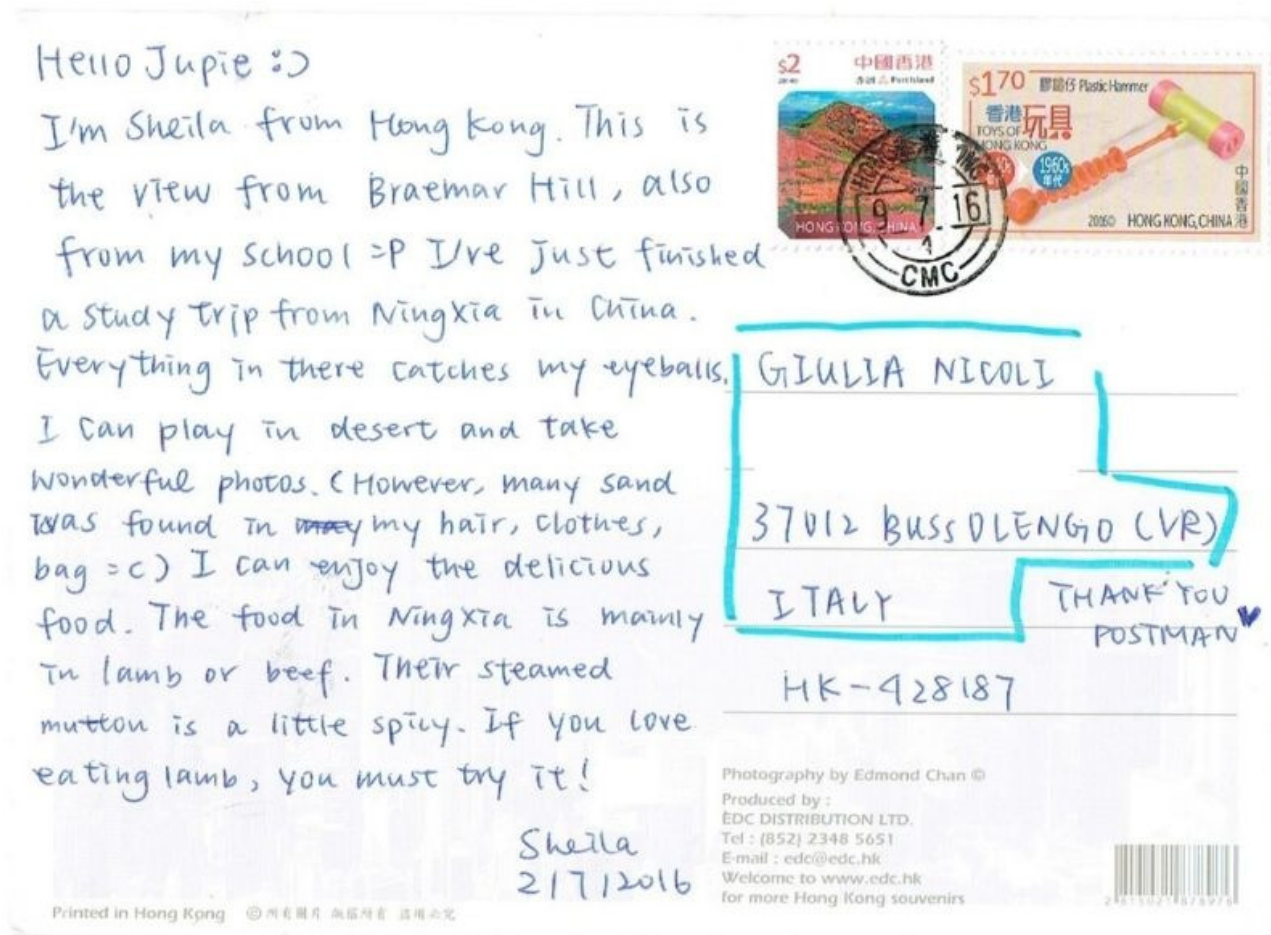 Hello Jupie :)
I'm Sheila from Hong Kong. This is
the view from Braemar Hill, also
from my school =P I've just finished
a study trip from Ningxia in China.
Everything in there catches my eyeballs.
I can play in desert and take
wonderful photos. (However, many sand
was found in my hair, clothes,
bag =C) I can enjoy the delicious
food. The food in Ningxia is mainly
in lamb or beef. Their steamed
mutton is a little spicy. If you love
eating lamb, you must try it!
Sheila
2/7/2016
Printed in Hong Kong ©
$2
中國香港
HONG KONG, CHINA
$1.70 膠鎚仔 Plastic Hammer
香港玩具
TOYS OF HONG KONG
1960s
年代
中國香港
HONG KONG, CHINA
9 7 16
CMC
GIULIA NICOLI
37012 BUSSOLENGO (VR)
ITALY
THANK YOU
POSTMAN
HK-428187
Photography by Edmond Chan ©
Produced by :
EDC DISTRIBUTION LTD.
Tel : (852) 2348 5651
E-mail : edc@edc.hk
Welcome to www.edc.hk
for more Hong Kong souvenirs